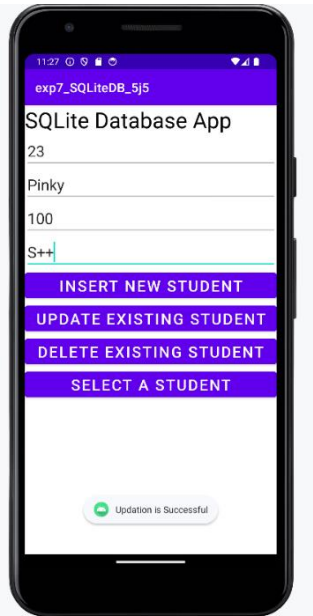 11:27
exp7_SQLiteDB_5j5
SQLite Database App
23
Pinky
100
S++
INSERT NEW STUDENT
UPDATE EXISTING STUDENT
DELETE EXISTING STUDENT
SELECT A STUDENT
Updation is Successful